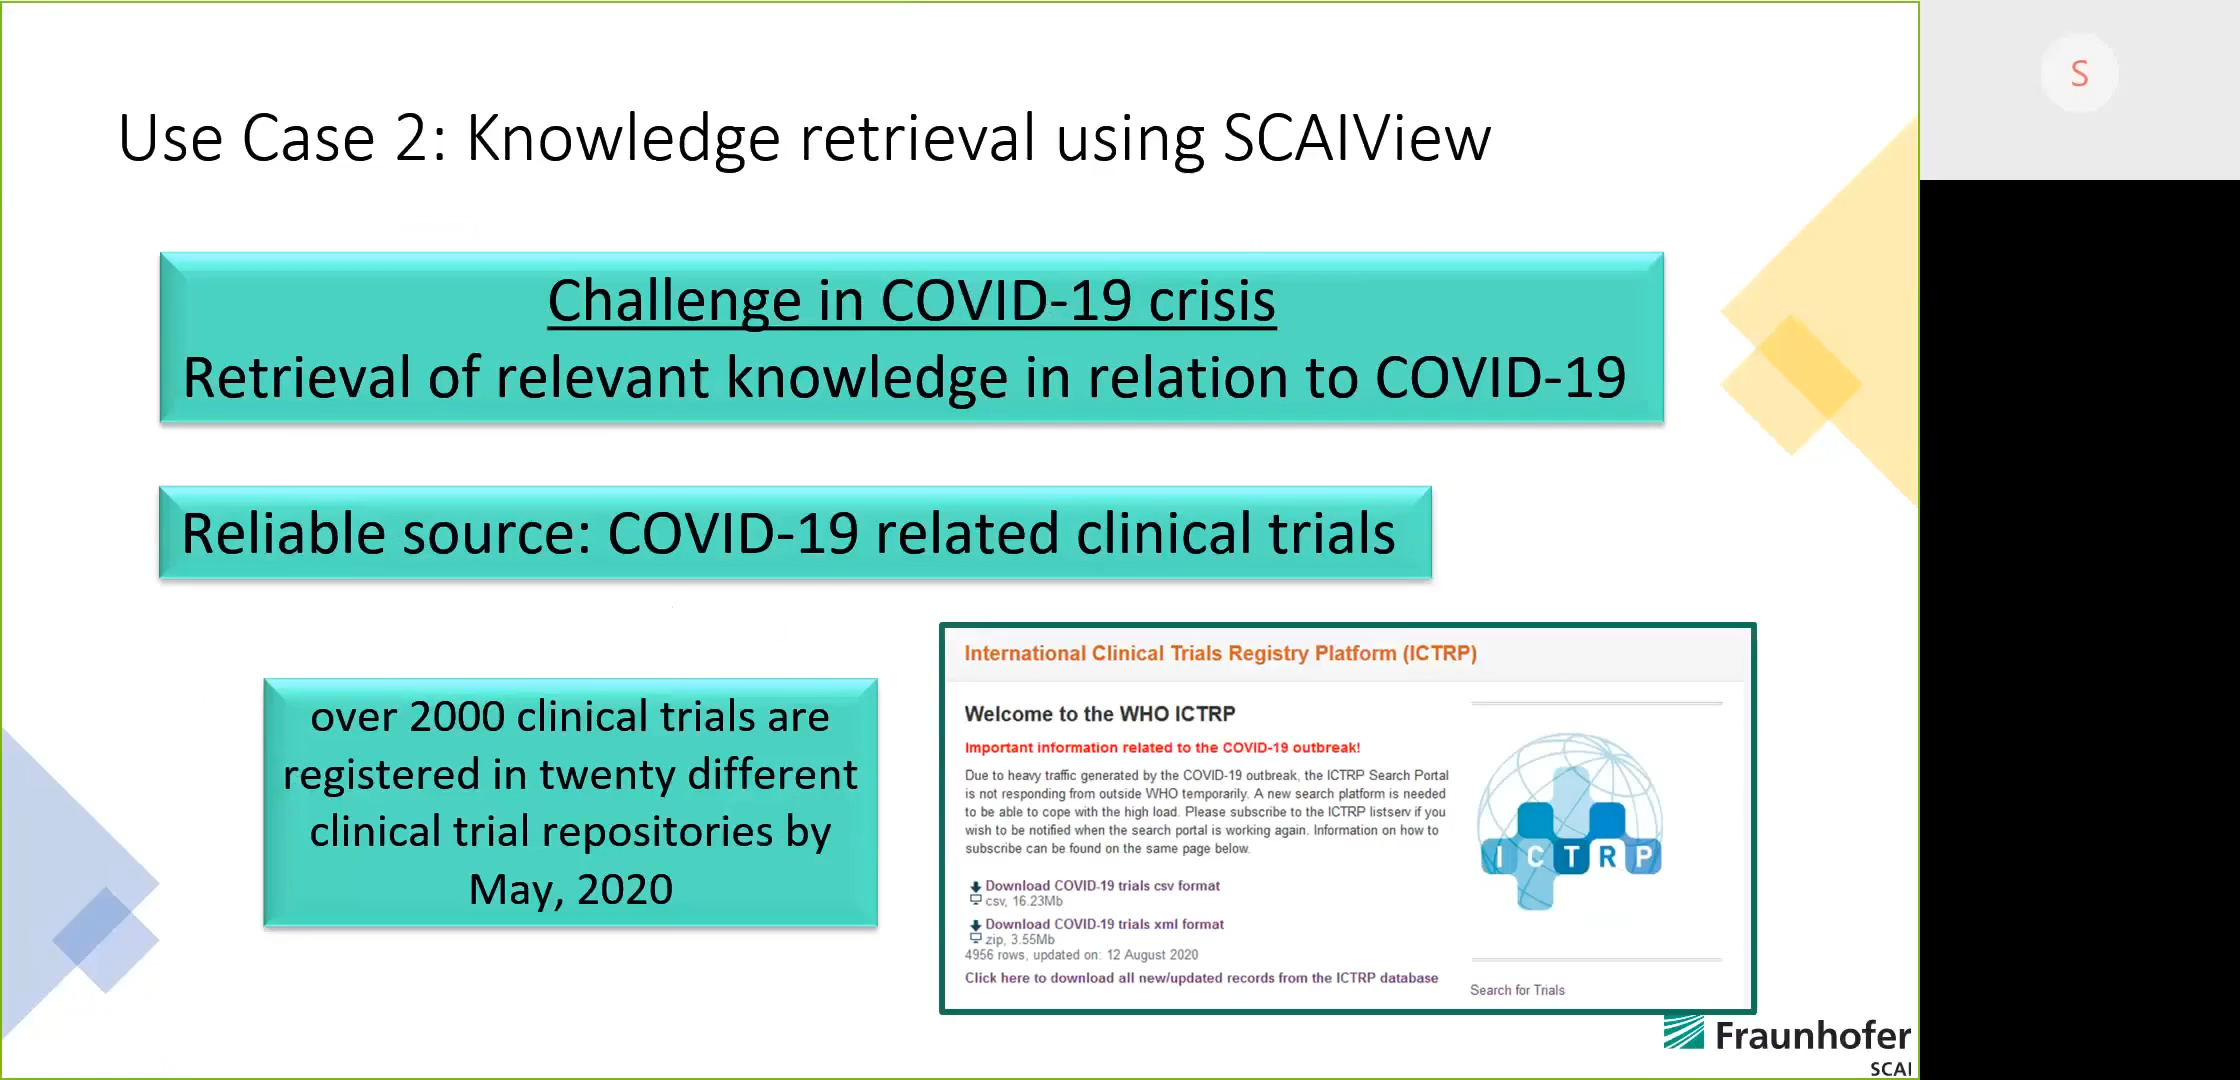 Use Case 2: Knowledge retrieval using SCAIView
S
Challenge in COVID-19 crisis
Retrieval of relevant knowledge in relation to COVID-19
Reliable source: COVID-19 related clinical trials
over 2000 clinical trials are
registered in twenty different
clinical trial repositories by
May, 2020
International Clinical Trials Registry Platform (ICTRP)
Welcome to the WHO ICTRP
Important information related to the COVID-19 outbreak!
Due to heavy traffic generated by the COVID-19 outbreak, the ICTRP Search Portal
is not responding from outside WHO temporarily. A new search platform is needed
to be able to cope with the high load. Please subscribe to the ICTRP listserv if you
wish to be notified when the search portal is working again. Information on how to
subscribe can be found on the same page below.
Download COVID-19 trials csv format
csv, 16.23Mb
Download COVID-19 trials xml format
zip, 3.55Mb
4956 rows, updated on: 12 August 2020
Click here to download all new/updated records from the ICTRP database
ICTRP
Search for Trials
Fraunhofer
SCAI